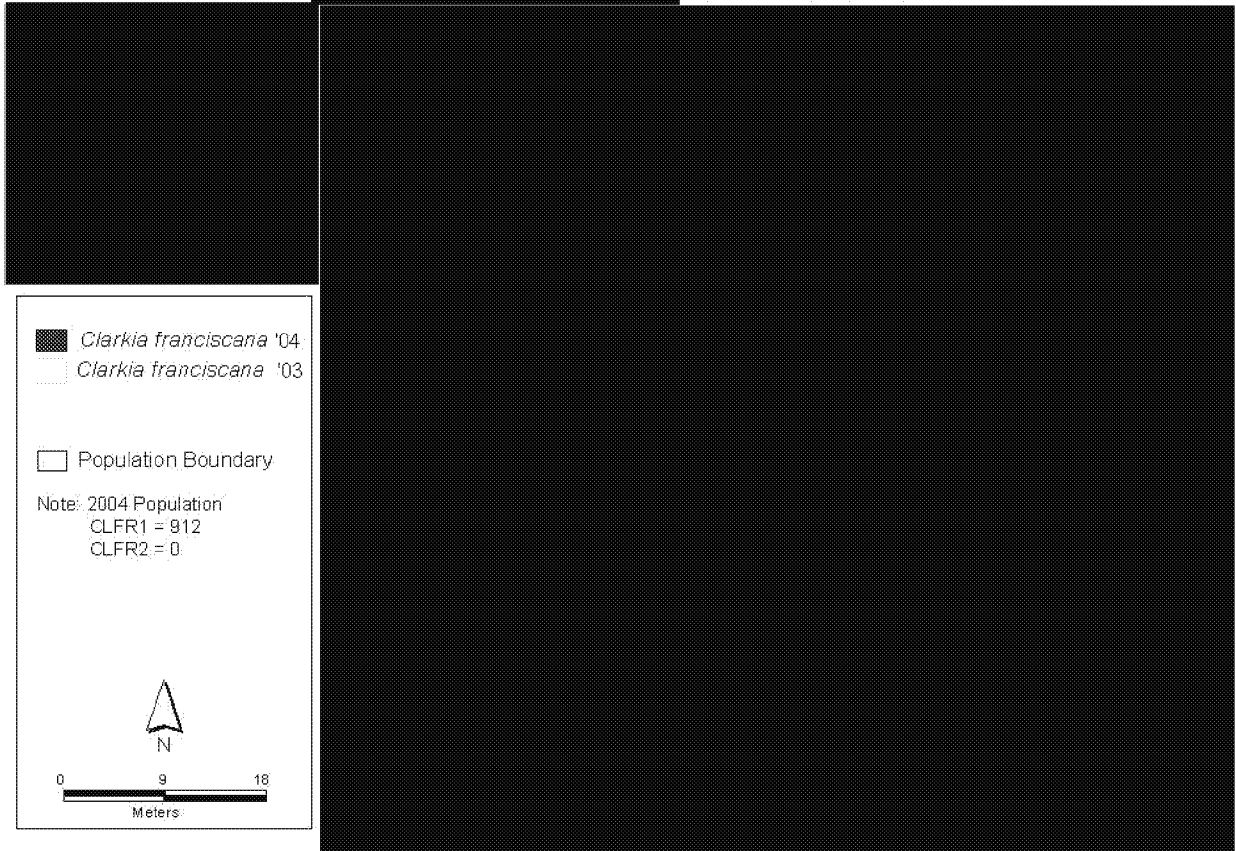 Clarkia franciscana '04
Clarkia franciscana '03
Population Boundary
Note: 2004 Population
CLFR1 = 912
CLFR2 = 0
N
0 9 18
Meters